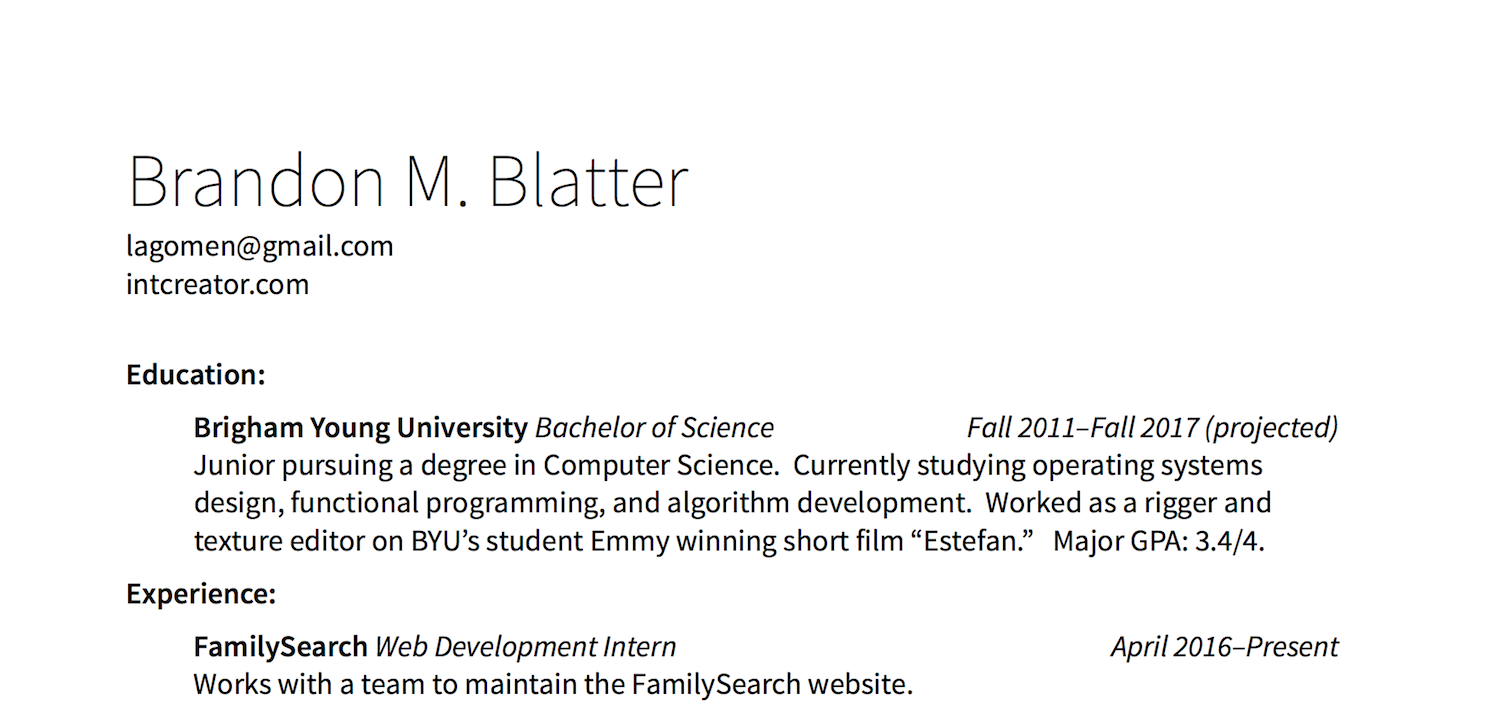 Brandon M. Blatter
lagomen@gmail.com
intcreator.com
Education:
Brigham Young University Bachelor of Science Fall 2011–Fall 2017 (projected)
Junior pursuing a degree in Computer Science.  Currently studying operating systems
design, functional programming, and algorithm development.  Worked as a rigger and
texture editor on BYU’s student Emmy winning short film “Estefan.”   Major GPA: 3.4/4.
Experience:
FamilySearch Web Development Intern April 2016–Present
Works with a team to maintain the FamilySearch website.